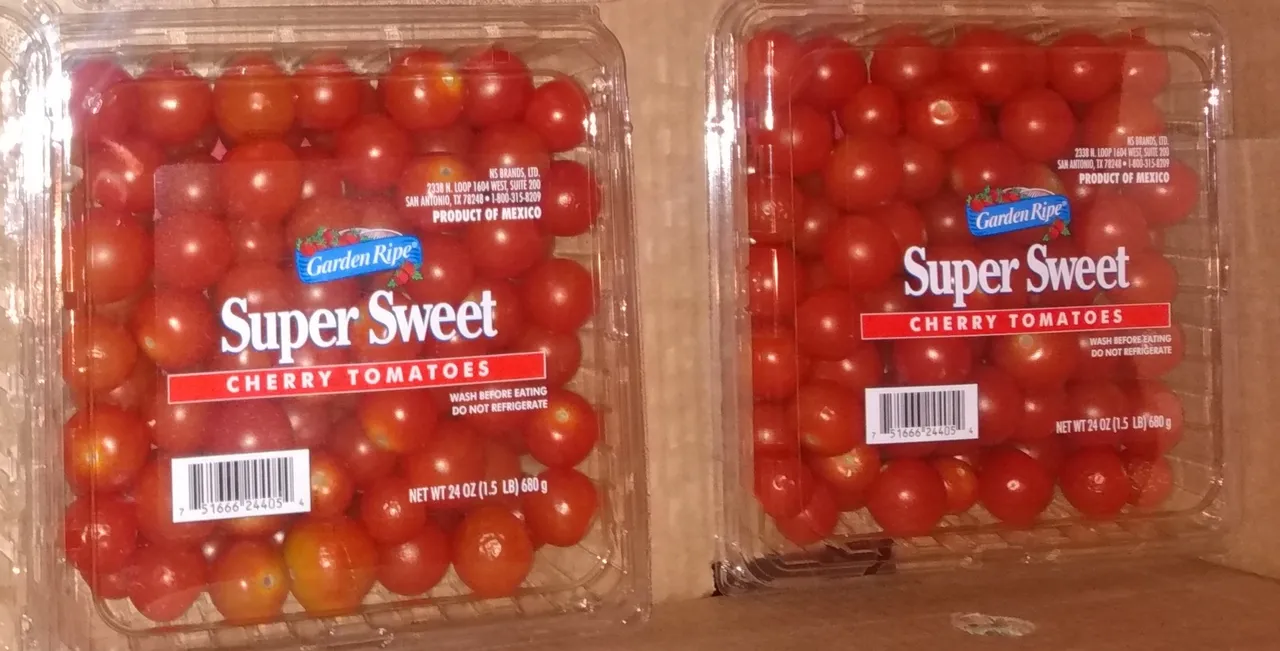 NS BRANDS, LTD.
2338 N. LOOP 1604 WEST, SUITE 200
SAN ANTONIO, TX 78248 • 1-800-315-8209
PRODUCT OF MEXICO
Garden Ripe®
Super Sweet
CHERRY TOMATOES
WASH BEFORE EATING
DO NOT REFRIGERATE
7 51666 24405 4
NET WT 24 OZ (1.5 LB) 680 g
NS BRANDS, LTD.
2338 N. LOOP 1604 WEST, SUITE 200
SAN ANTONIO, TX 78248 • 1-800-315-8209
PRODUCT OF MEXICO
Garden Ripe®
Super Sweet
CHERRY TOMATOES
WASH BEFORE EATING
DO NOT REFRIGERATE
7 51666 24405 4
NET WT 24 OZ (1.5 LB) 680 g